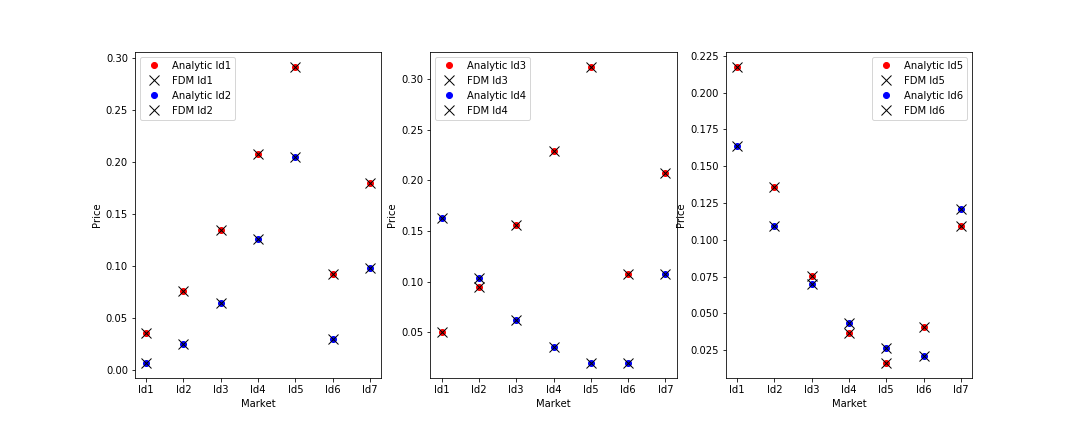 Analytic Id1
FDM Id1
Analytic Id2
FDM Id2
0.30
0.25
0.20
0.15
0.10
0.05
0.00
Price
Id1 Id2 Id3 Id4 Id5 Id6 Id7
Market
Analytic Id3
FDM Id3
Analytic Id4
FDM Id4
0.30
0.25
0.20
0.15
0.10
0.05
Price
Id1 Id2 Id3 Id4 Id5 Id6 Id7
Market
Analytic Id5
FDM Id5
Analytic Id6
FDM Id6
0.225
0.200
0.175
0.150
0.125
0.100
0.075
0.050
0.025
Price
Id1 Id2 Id3 Id4 Id5 Id6 Id7
Market